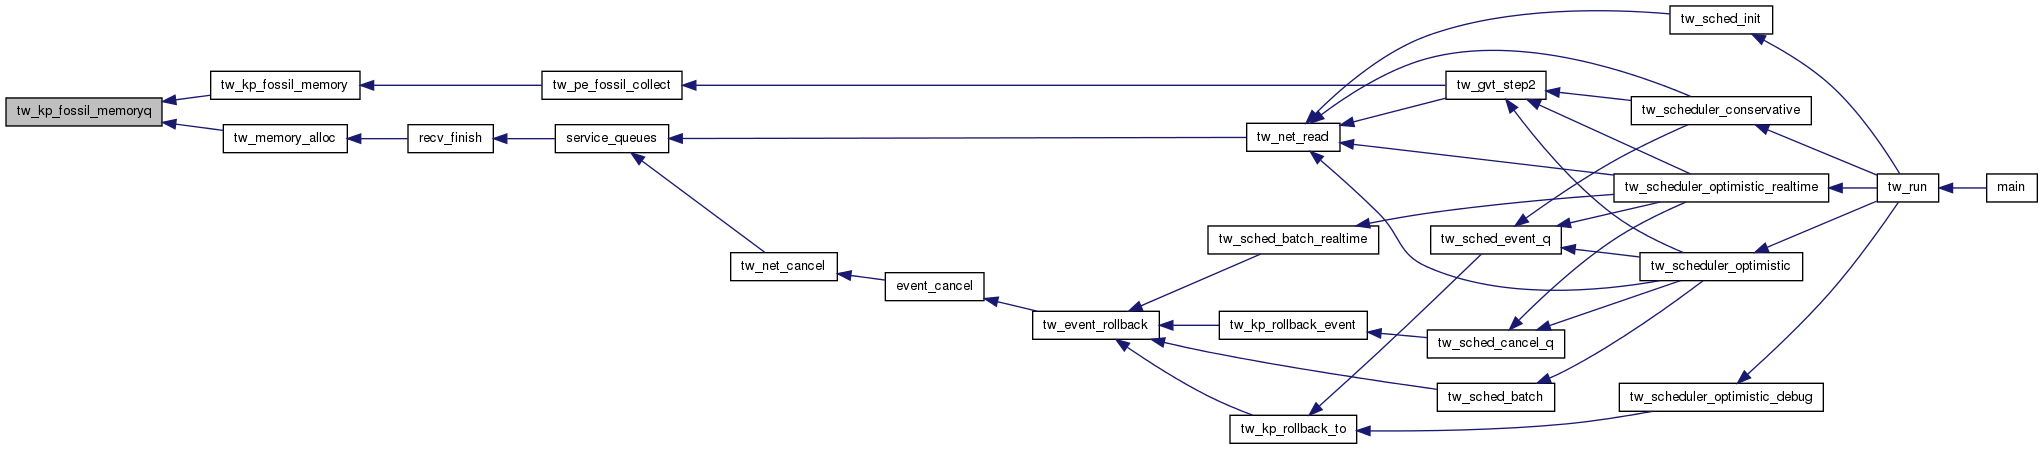 tw_kp_fossil_memoryq
tw_kp_fossil_memory
tw_memory_alloc
recv_finish
tw_pe_fossil_collect
service_queues
tw_net_cancel
event_cancel
tw_event_rollback
tw_net_read
tw_sched_batch_realtime
tw_kp_rollback_event
tw_kp_rollback_to
tw_gvt_step2
tw_sched_event_q
tw_sched_cancel_q
tw_sched_batch
tw_sched_init
tw_scheduler_conservative
tw_scheduler_optimistic_realtime
tw_scheduler_optimistic
tw_scheduler_optimistic_debug
tw_run
main